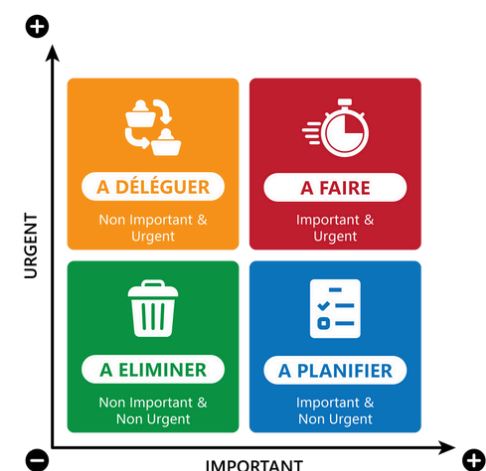 URGENT
A DÉLÉGUER
Non Important &
Urgent
A FAIRE
Important &
Urgent
A ELIMINER
Non Important &
Non Urgent
A PLANIFIER
Important &
Non Urgent
IMPORTANT